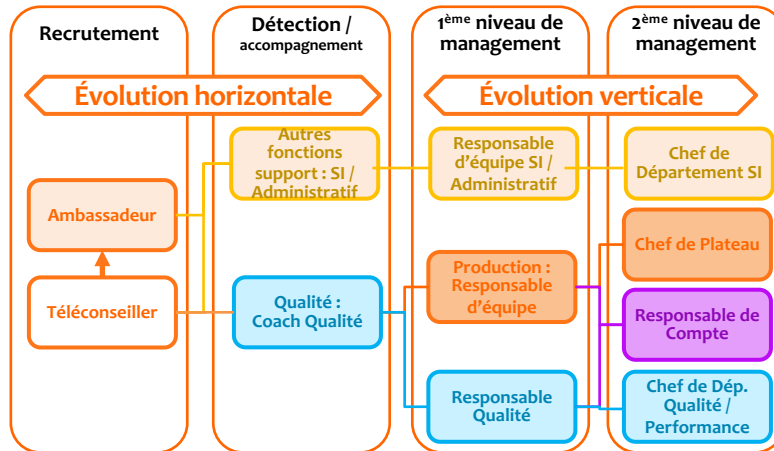 Recrutement
Détection /
accompagnement
1ème niveau de
management
2ème niveau de
management
Évolution horizontale
Évolution verticale
Autres
fonctions
support : SI /
Administratif
Responsable
d'équipe SI /
Administratif
Chef de
Département SI
Ambassadeur
Chef de Plateau
Téléconseiller
Qualité :
Coach Qualité
Production :
Responsable
d'équipe
Responsable de
Compte
Responsable
Qualité
Chef de Dép.
Qualité /
Performance